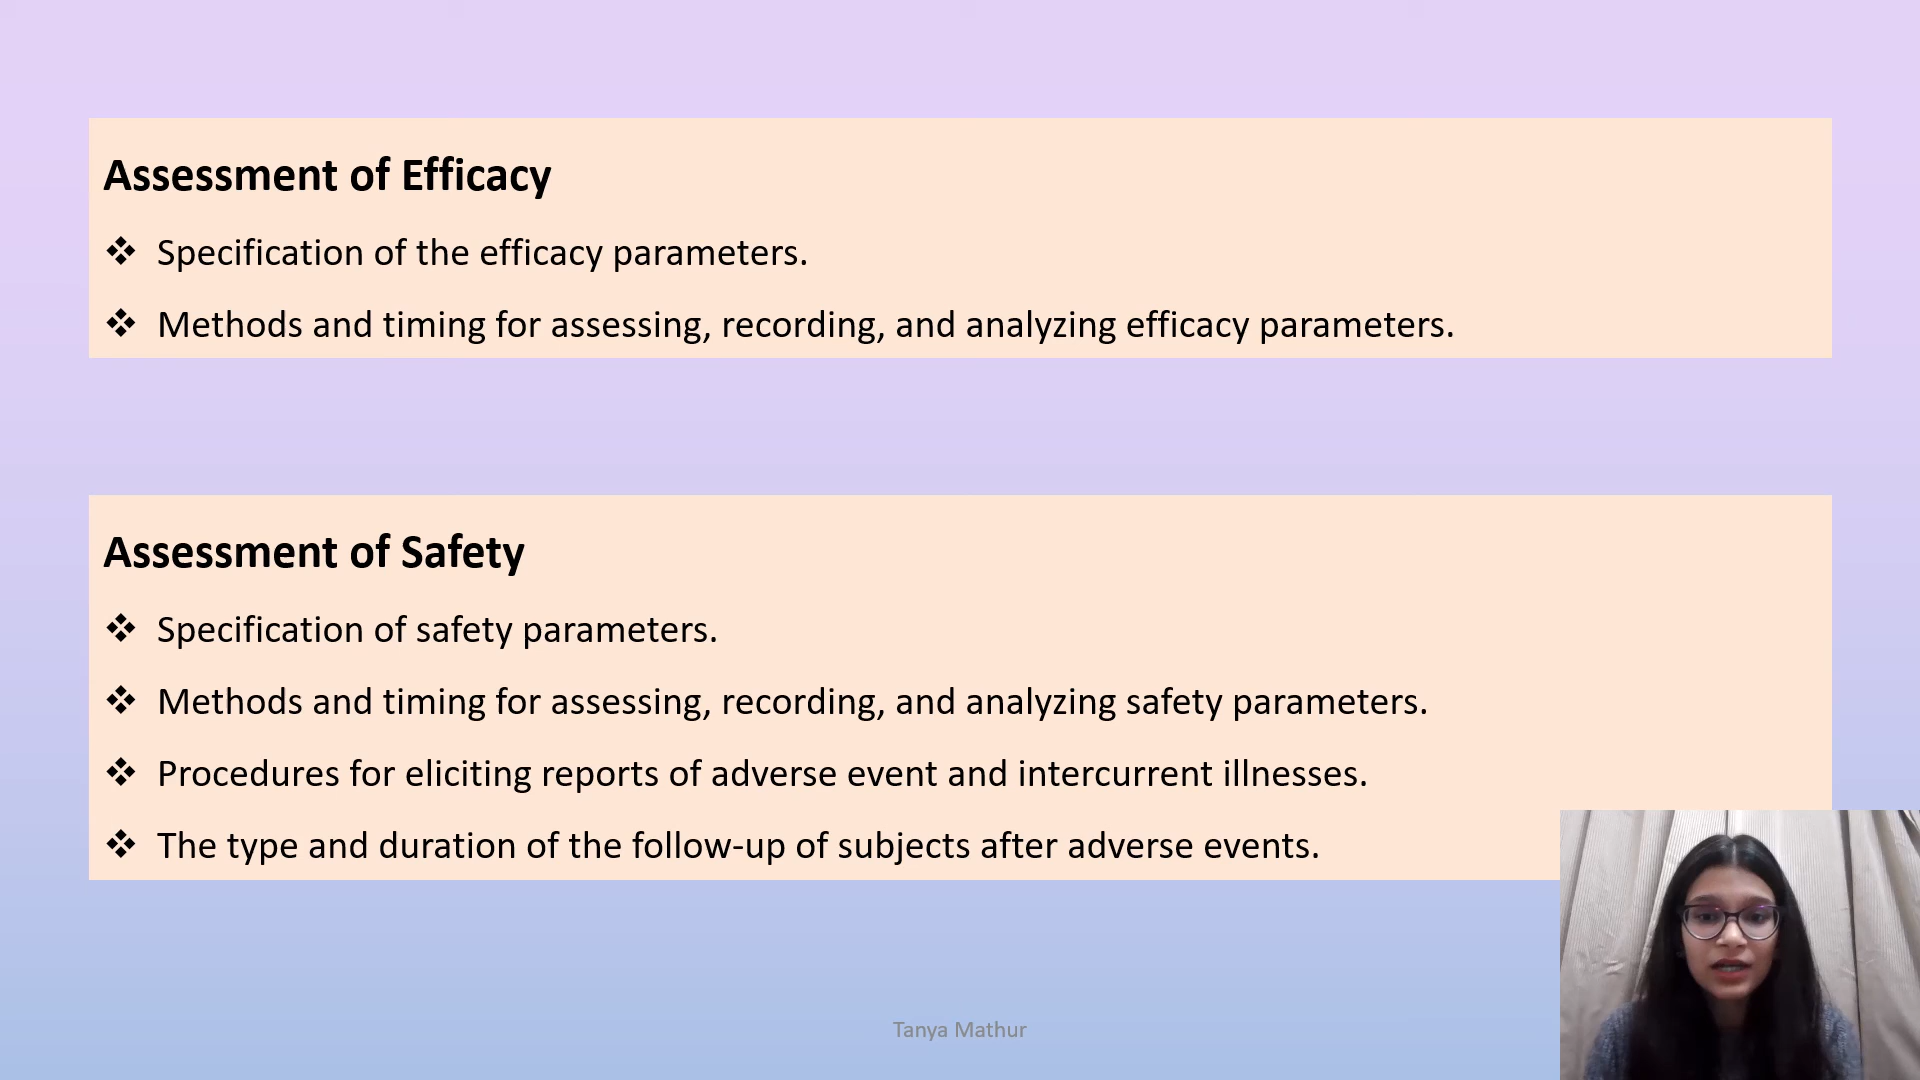 Assessment of Efficacy
❖ Specification of the efficacy parameters.
❖ Methods and timing for assessing, recording, and analyzing efficacy parameters.
Assessment of Safety
❖ Specification of safety parameters.
❖ Methods and timing for assessing, recording, and analyzing safety parameters.
❖ Procedures for eliciting reports of adverse event and intercurrent illnesses.
❖ The type and duration of the follow-up of subjects after adverse events.
Tanya Mathur